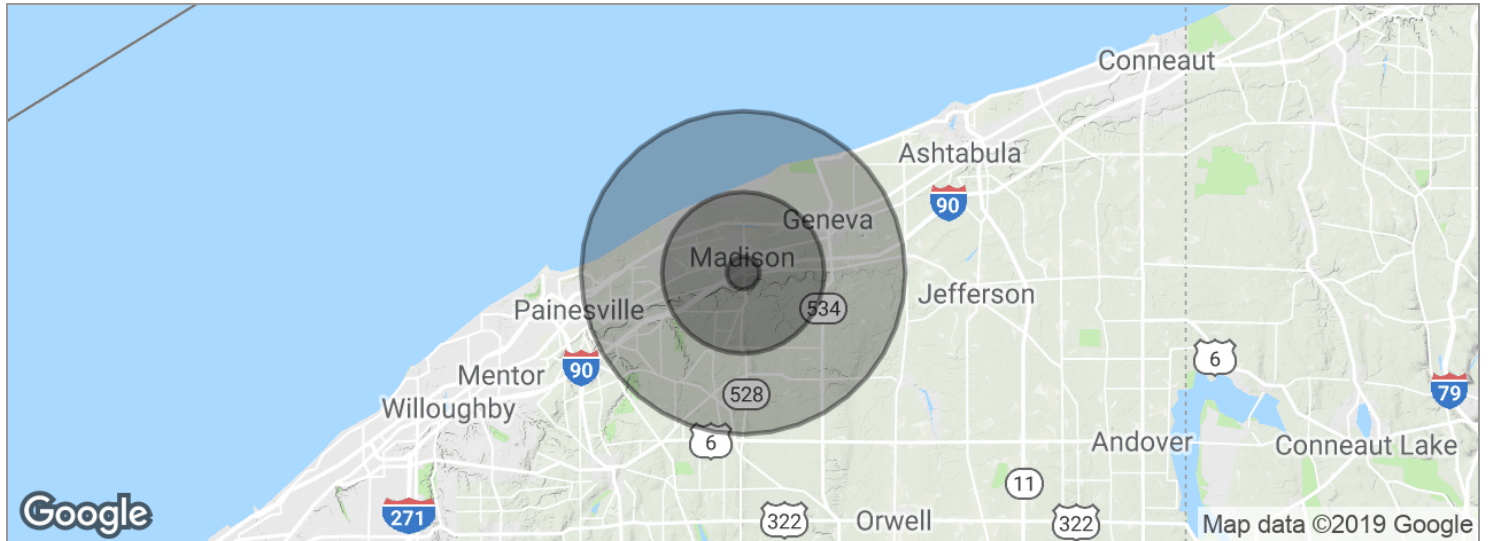 Conneaut
Ashtabula
90
Geneva
Madison
Jefferson
534
Painesville
6
90
Mentor
528
79
Willoughby
6
Andover
Conneaut Lake
11
Google
271
322
Orwell
322
Map data ©2019 Google